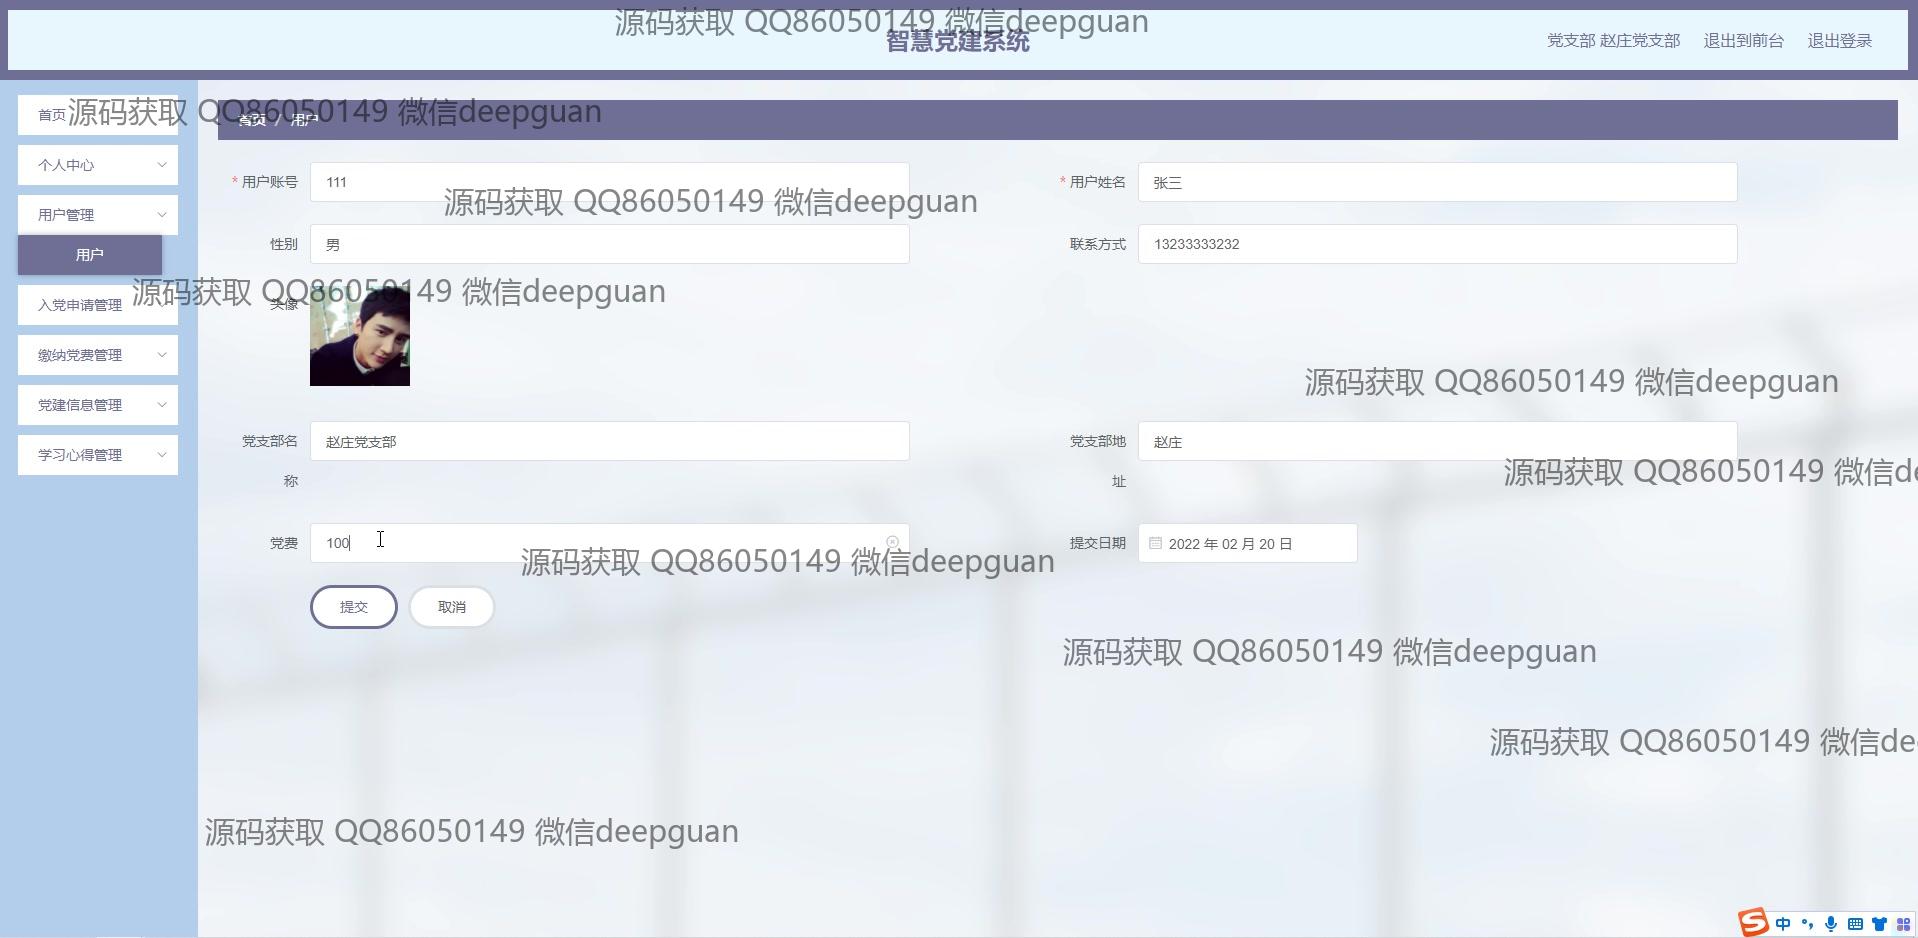 源码获取 QQ86050149 微信deepguan
智慧党建系统
党支部 赵庄党支部 退出到前台 退出登录
首页
源码获取 QQ86050149 微信deepguan
首页 / 用户
个人中心
用户管理
用户
入党申请管理
缴纳党费管理
党建信息管理
学习心得管理
* 用户账号 111
* 用户姓名 张三
源码获取 QQ86050149 微信deepguan
性别 男
联系方式 13233333232
源码获取 QQ86050149 微信deepguan
头像
源码获取 QQ86050149 微信deepguan
党支部名称 赵庄党支部
党支部地址 赵庄
源码获取 QQ86050149 微信de
党费 100
提交日期 2022 年 02 月 20 日
源码获取 QQ86050149 微信deepguan
提交 取消
源码获取 QQ86050149 微信deepguan
源码获取 QQ86050149 微信de
源码获取 QQ86050149 微信deepguan
S 中